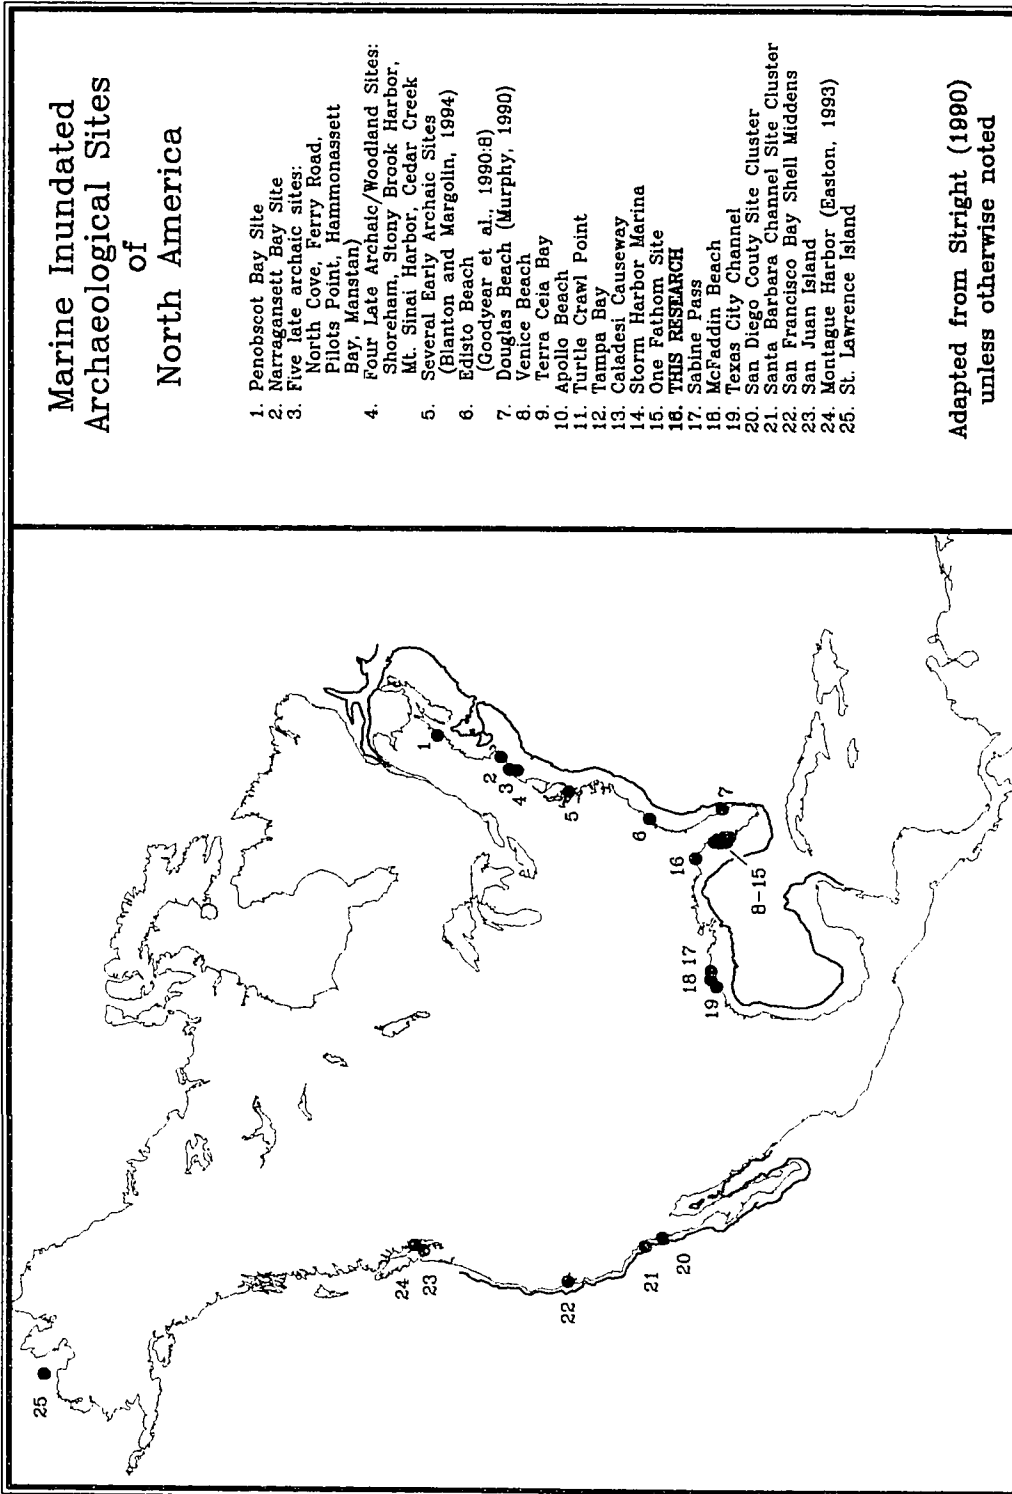 Marine Inundated
Archaeological Sites
of
North America
1. Penobscot Bay Site
2. Narragansett Bay Site
3. Five late archaic sites:
North Cove, Ferry Road,
Pilots Point, Hammonassett
Bay, Manstan)
4. Four Late Archaic/Woodland Sites:
Shoreham, Stony Brook Harbor,
Mt. Sinai Harbor, Cedar Creek
5. Several Early Archaic Sites
(Blanton and Margolin, 1994)
6. Edisto Beach
(Goodyear et al., 1990:8)
7. Douglas Beach (Murphy, 1990)
8. Venice Beach
9. Terra Ceia Bay
10. Apollo Beach
11. Turtle Crawl Point
12. Tampa Bay
13. Caladesi Causeway
14. Storm Harbor Marina
15. One Fathom Site
16. THIS RESEARCH
17. Sabine Pass
18. McFaddin Beach
19. Texas City Channel
20. San Diego Couty Site Cluster
21. Santa Barbara Channel Site Cluster
22. San Francisco Bay Shell Middens
23. San Juan Island
24. Montague Harbor (Easton, 1993)
25. St. Lawrence Island
Adapted from Stright (1990)
unless otherwise noted
25
24
23
22
21
20
19
18 17
16
8-15
7
6
5
4
3
2
1